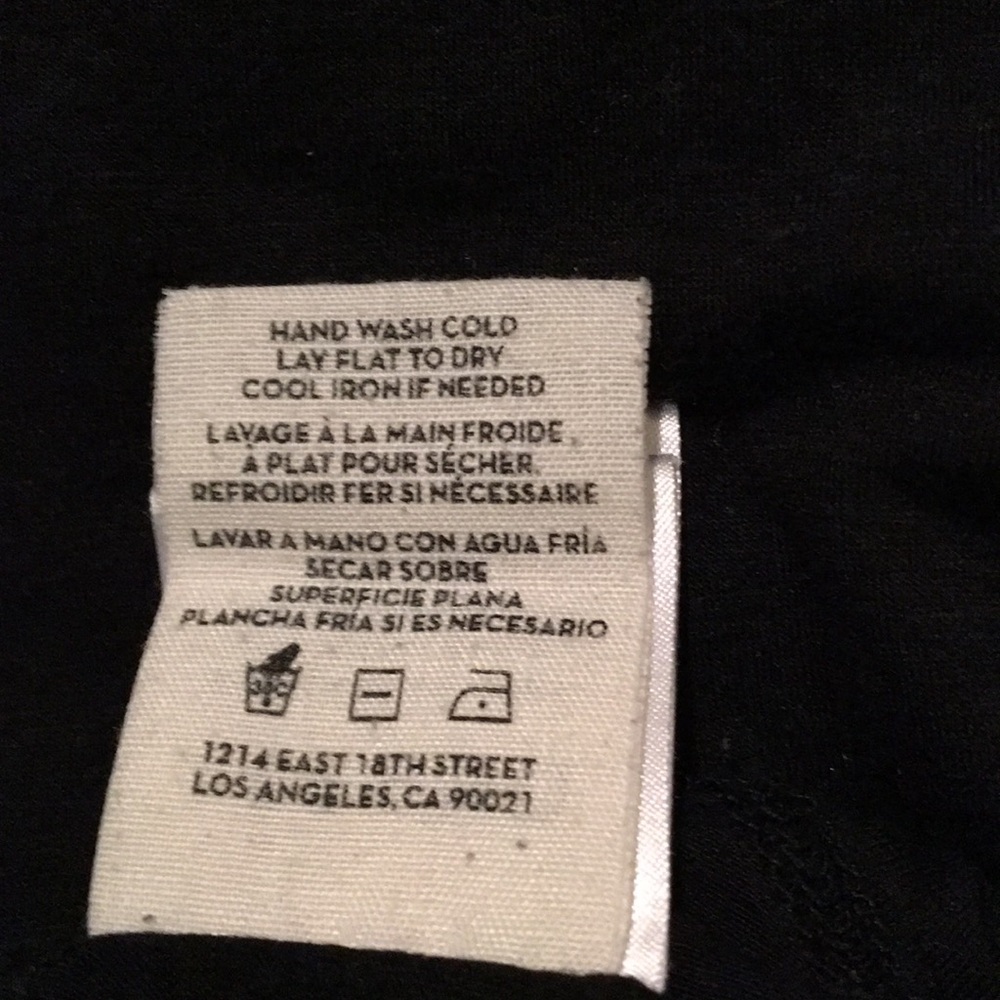 HAND WASH COLD
LAY FLAT TO DRY
COOL IRON IF NEEDED
LAVAGE À LA MAIN FROIDE.
A PLAT POUR SÉCHER.
REFROIDIR FER SI NÉCESSAIRE
LAVAR A MANO CON AGUA FRÍA
SECAR SOBRE
SUPERFICIE PLANA
PLANCHA FRÍA SI ES NECESARIO
30C
1214 EAST 18TH STREET
LOS ANGELES, CA 90021